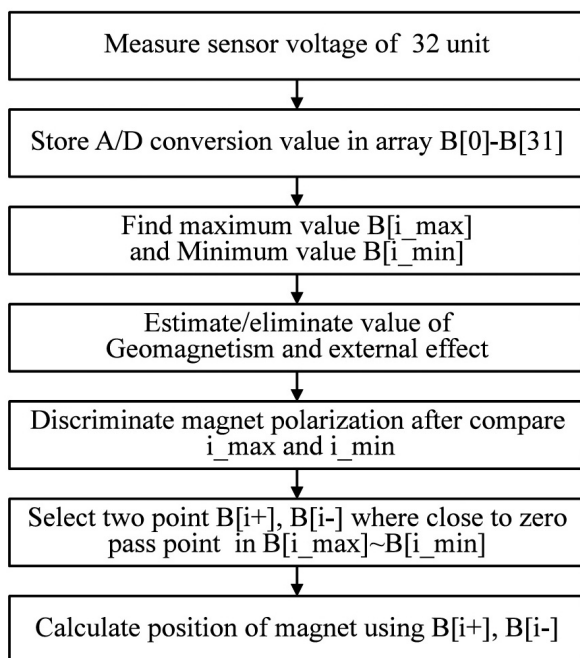 Measure sensor voltage of 32 unit
Store A/D conversion value in array B[0]-B[31]
Find maximum value B[i_max]
and Minimum value B[i_min]
Estimate/eliminate value of
Geomagnetism and external effect
Discriminate magnet polarization after compare
i_max and i_min
Select two point B[i+], B[i-] where close to zero
pass point in B[i_max]~B[i_min]
Calculate position of magnet using B[i+], B[i-]